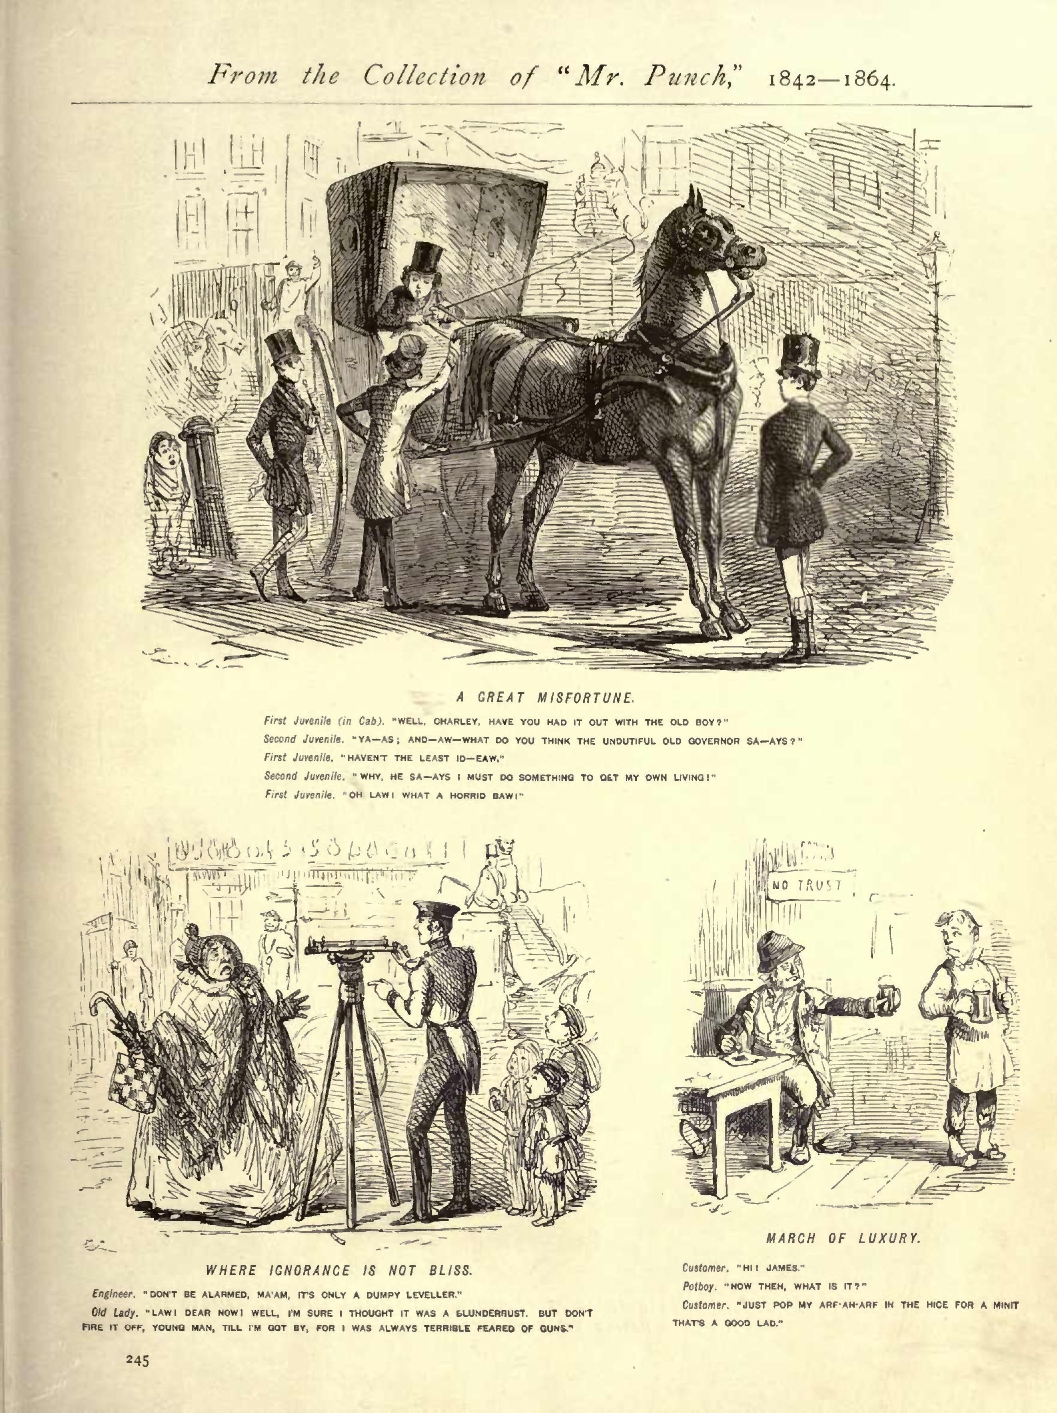 From the Collection of "Mr. Punch," 1842—1864.
A GREAT MISFORTUNE.
First Juvenile (in Cab). "WELL, CHARLEY, HAVE YOU HAD IT OUT WITH THE OLD BOY?"
Second Juvenile. "YA—AS; AND—AW—WHAT DO YOU THINK THE UNDUTIFUL OLD GOVERNOR SA—AYS?"
First Juvenile. "HAVEN'T THE LEAST ID—EAW."
Second Juvenile. "WHY, HE SA—AYS I MUST DO SOMETHING TO GET MY OWN LIVING!"
First Juvenile. "OH LAW! WHAT A HORRID BAW!"
NO TRUST
WHERE IGNORANCE IS NOT BLISS.
Engineer. "DON'T BE ALARMED, MA'AM, IT'S ONLY A DUMPY LEVELLER."
Old Lady. "LAW! DEAR NOW! WELL, I'M SURE I THOUGHT IT WAS A BLUNDERBUST. BUT DON'T
FIRE IT OFF, YOUNG MAN, TILL I'M GOT BY, FOR I WAS ALWAYS TERRIBLE FEARED OF GUNS."
MARCH OF LUXURY.
Customer. "HI! JAMES."
Potboy. "NOW THEN, WHAT IS IT?"
Customer. "JUST POP MY ARF-AN-ARF IN THE HICE FOR A MINIT
THAT'S A GOOD LAD."
245